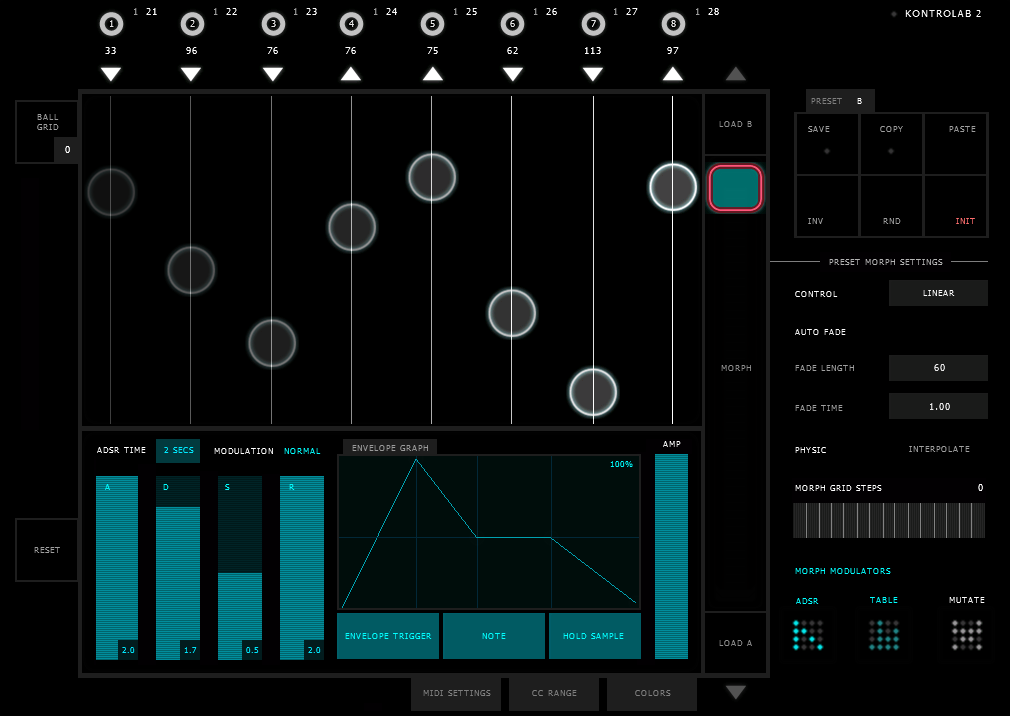 1 21 1 22 1 23 1 24 1 25 1 26 1 27 1 28
1 2 3 4 5 6 7 8
KONTROLAB 2
33 96 76 76 75 62 113 97
BALL
GRID
0
LOAD B
PRESET B
SAVE COPY PASTE
INV RND INIT
PRESET MORPH SETTINGS
CONTROL LINEAR
AUTO FADE
MORPH
FADE LENGTH 60
FADE TIME 1.00
PHYSIC INTERPOLATE
MORPH GRID STEPS 0
ADSR TIME 2 SECS MODULATION NORMAL
ENVELOPE GRAPH
AMP
100%
A D S R
RESET
MORPH MODULATORS
ADSR TABLE MUTATE
ENVELOPE TRIGGER NOTE HOLD SAMPLE
LOAD A
2.0 1.7 0.5 2.0
MIDI SETTINGS CC RANGE COLORS